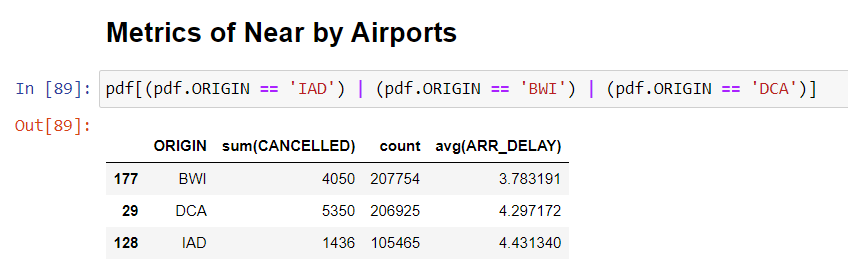 Metrics of Near by Airports
In [89]: pdf[(pdf.ORIGIN == 'IAD') | (pdf.ORIGIN == 'BWI') | (pdf.ORIGIN == 'DCA')]
Out[89]:
ORIGIN sum(CANCELLED) count avg(ARR_DELAY)
177 BWI 4050 207754 3.783191
29 DCA 5350 206925 4.297172
128 IAD 1436 105465 4.431340